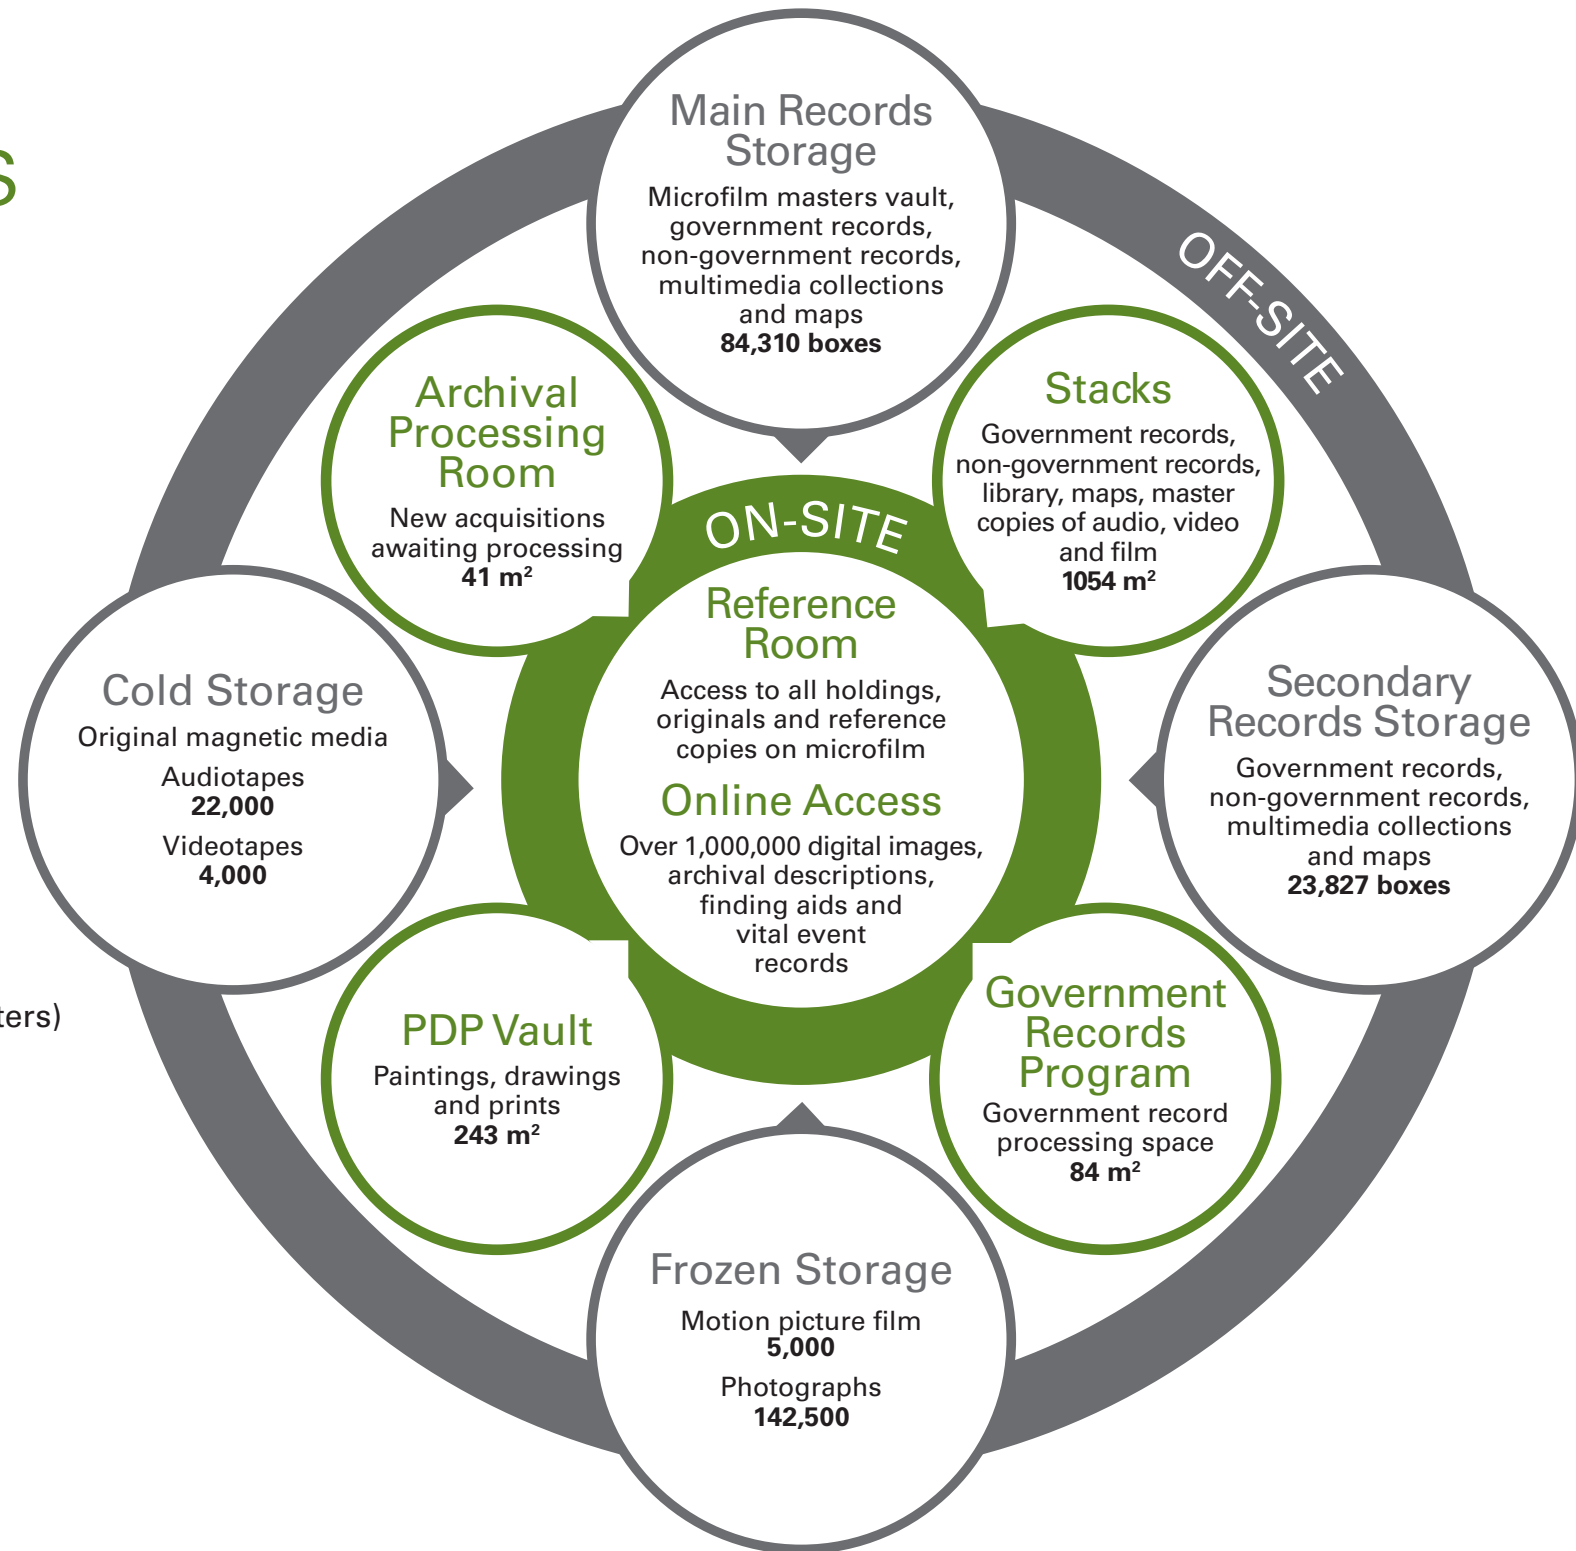 S
Main Records
Storage
Microfilm masters vault,
government records,
non-government records,
multimedia collections
and maps
84,310 boxes
OFF-SITE
Archival
Processing
Room
New acquisitions
awaiting processing
41 m²
Stacks
Government records,
non-government records,
library, maps, master
copies of audio, video
and film
1054 m²
ON-SITE
Reference
Room
Access to all holdings,
originals and reference
copies on microfilm
Online Access
Over 1,000,000 digital images,
archival descriptions,
finding aids and
vital event
records
Cold Storage
Original magnetic media
Audiotapes
22,000
Videotapes
4,000
Secondary
Records Storage
Government records,
non-government records,
multimedia collections
and maps
23,827 boxes
ters)
PDP Vault
Paintings, drawings
and prints
243 m²
Government
Records
Program
Government record
processing space
84 m²
Frozen Storage
Motion picture film
5,000
Photographs
142,500